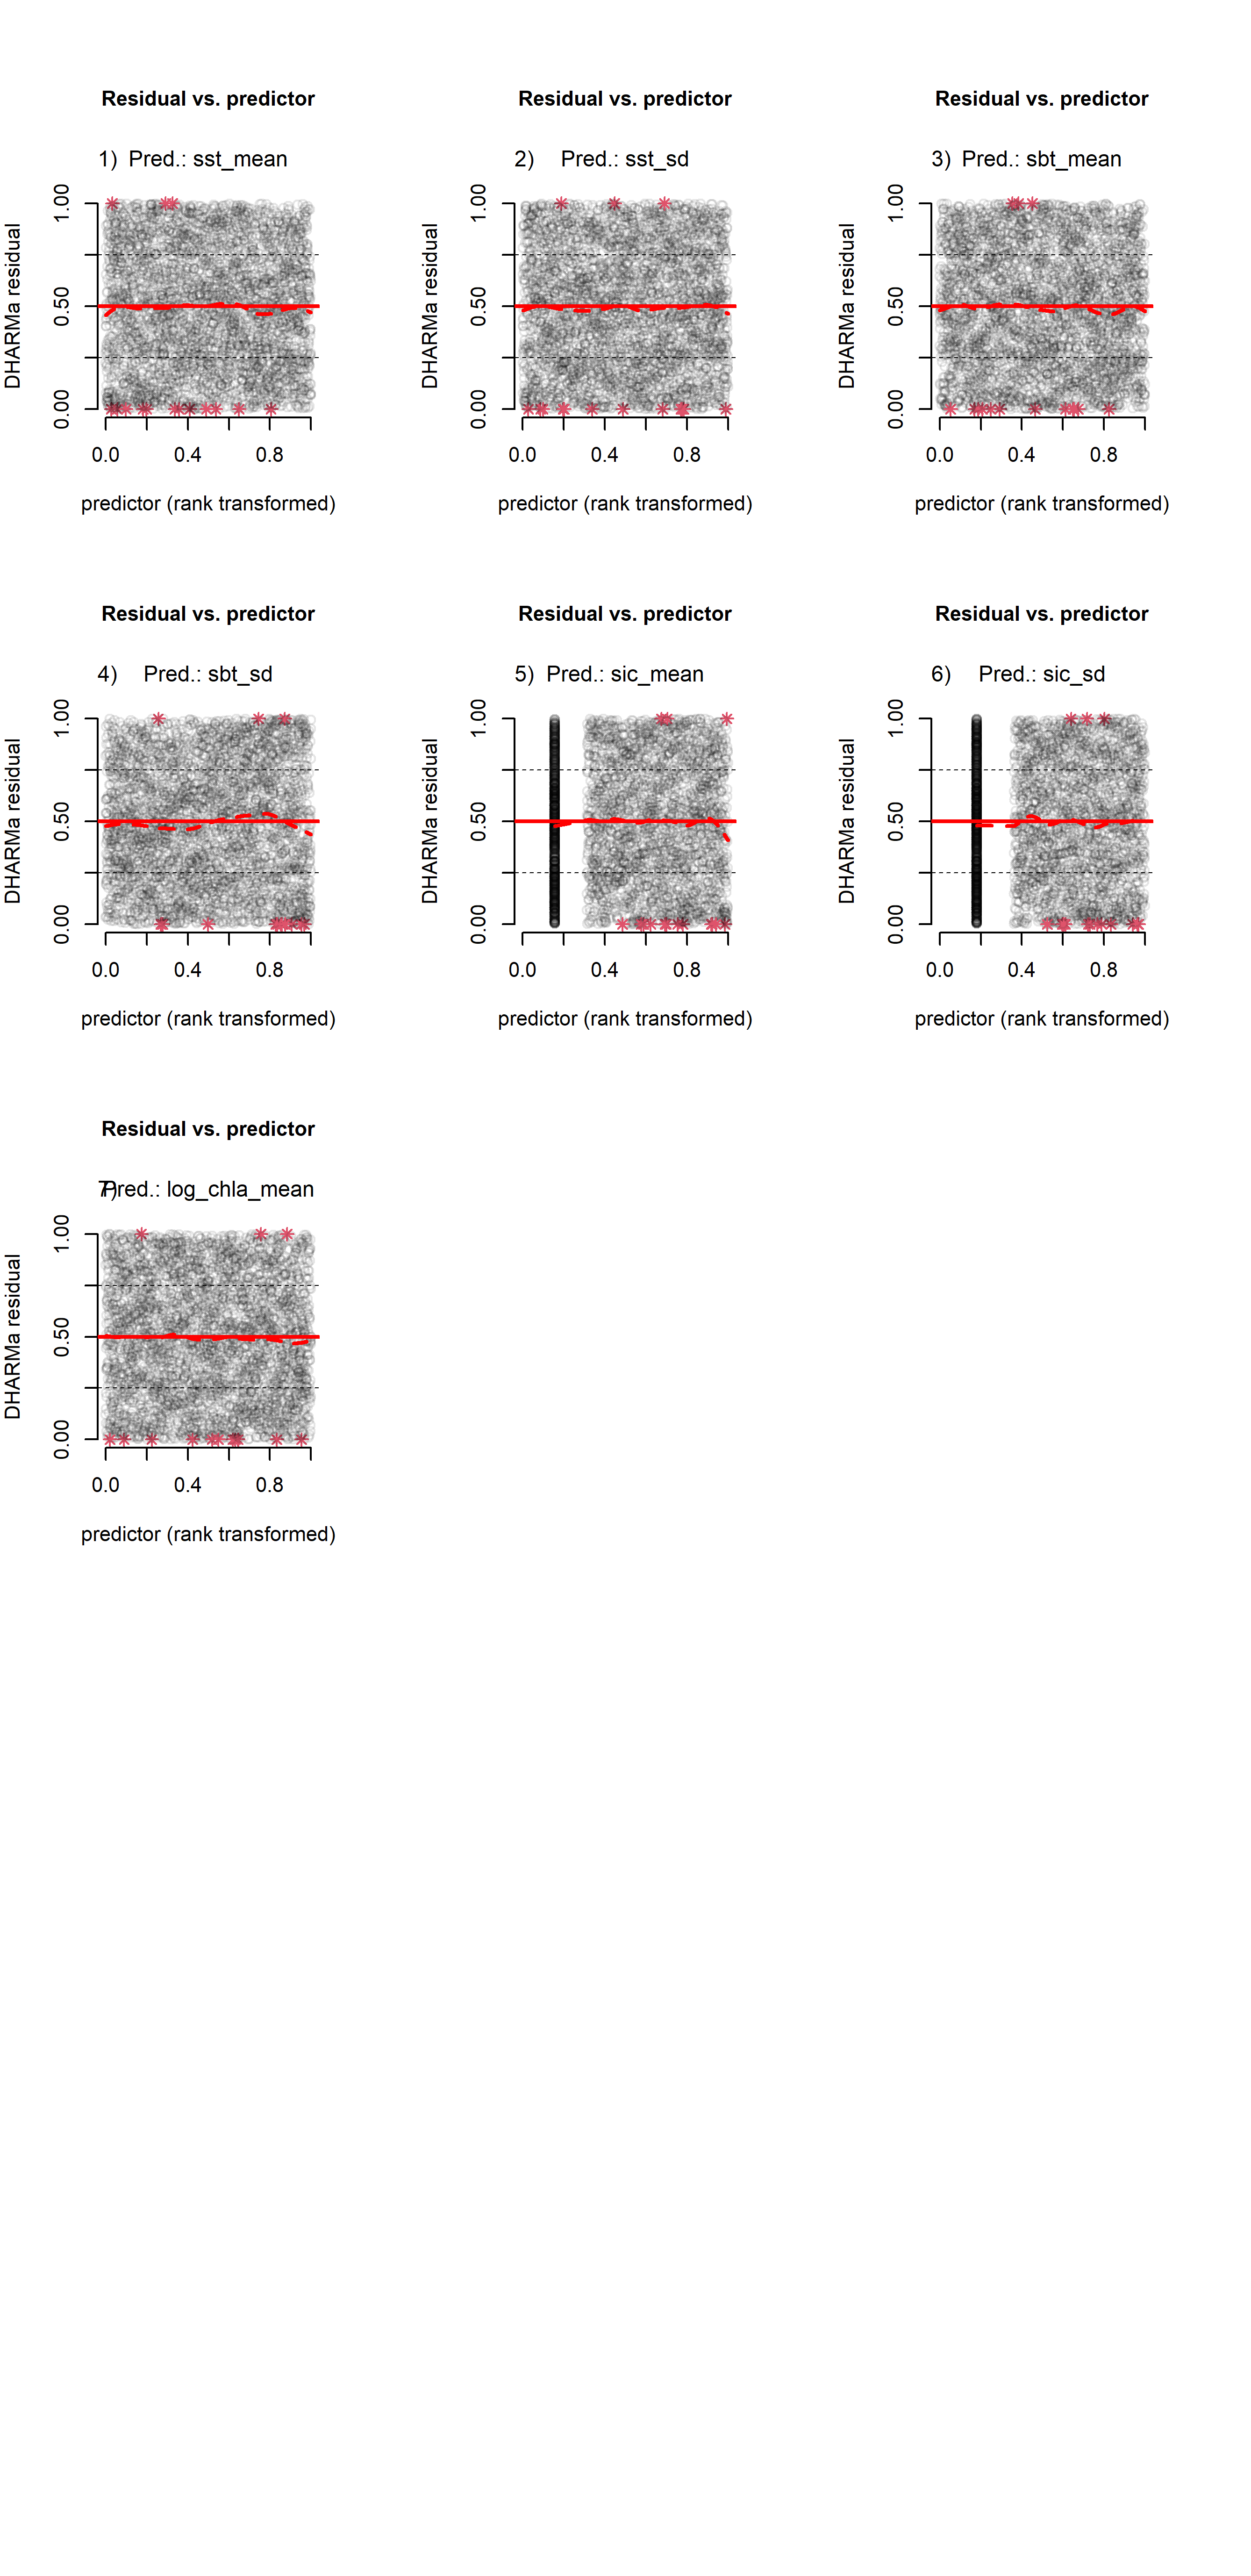 Residual vs. predictor Residual vs. predictor Residual vs. predictor
1) Pred.: sst_mean 2) Pred.: sst_sd 3) Pred.: sbt_mean
DHARMa residual DHARMa residual DHARMa residual
1.00 1.00 1.00
0.50 0.50 0.50
0.00 0.00 0.00
0.0 0.4 0.8 0.0 0.4 0.8 0.0 0.4 0.8
predictor (rank transformed) predictor (rank transformed) predictor (rank transformed)
Residual vs. predictor Residual vs. predictor Residual vs. predictor
4) Pred.: sbt_sd 5) Pred.: sic_mean 6) Pred.: sic_sd
DHARMa residual DHARMa residual DHARMa residual
1.00 1.00 1.00
0.50 0.50 0.50
0.00 0.00 0.00
0.0 0.4 0.8 0.0 0.4 0.8 0.0 0.4 0.8
predictor (rank transformed) predictor (rank transformed) predictor (rank transformed)
Residual vs. predictor
7) Pred.: log_chla_mean
DHARMa residual
1.00
0.50
0.00
0.0 0.4 0.8
predictor (rank transformed)